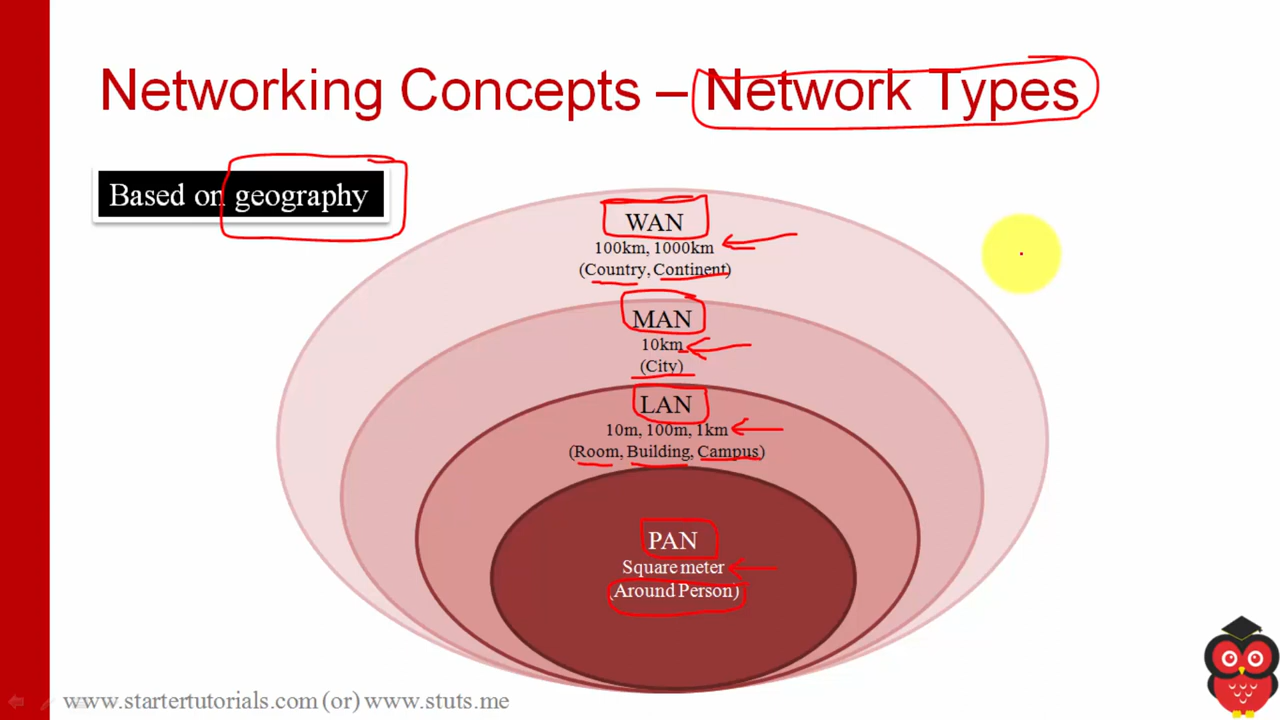 Networking Concepts – Network Types
Based on geography
WAN
100km, 1000km
(Country, Continent)
MAN
10km
(City)
LAN
10m, 100m, 1km
(Room, Building, Campus)
PAN
Square meter
(Around Person)
www.startertutorials.com (or) www.stuts.me